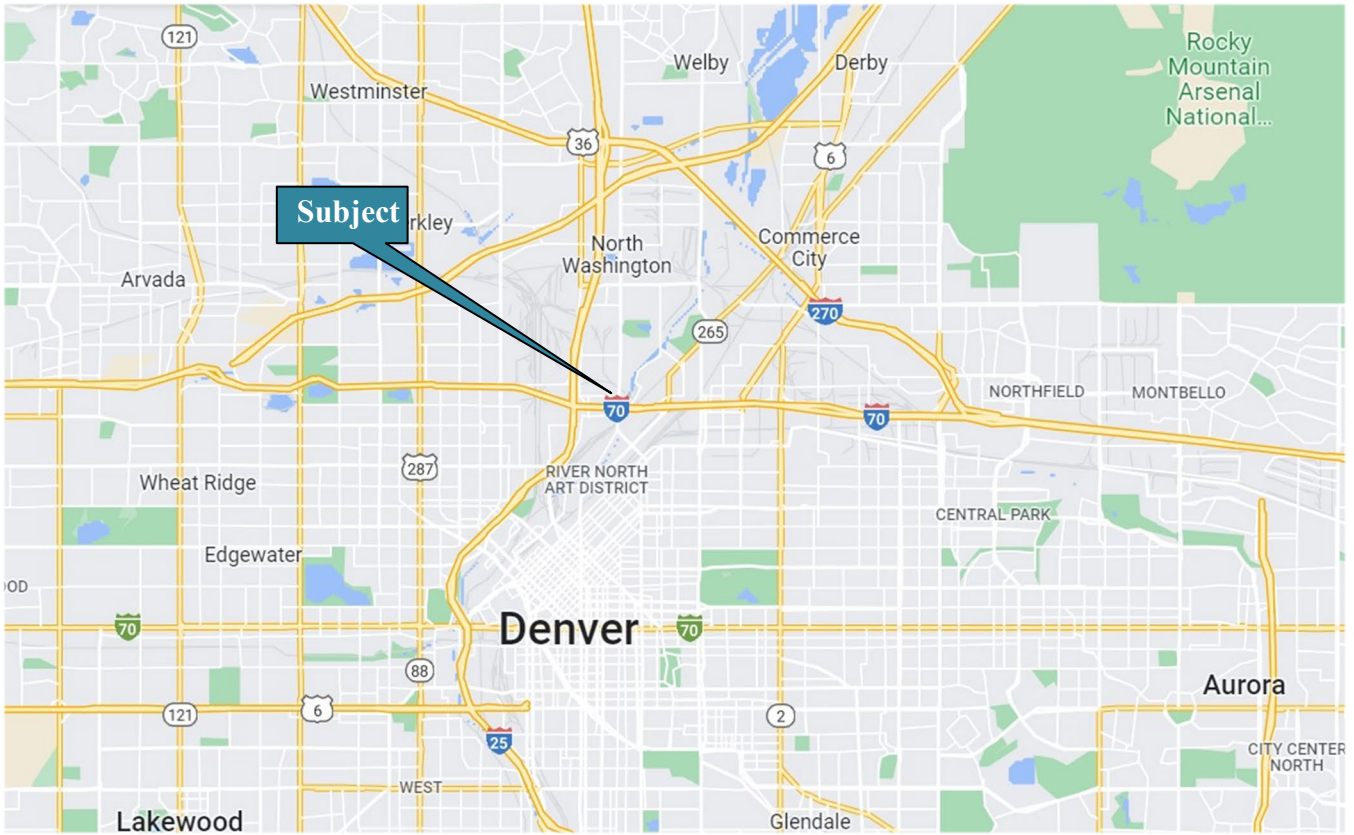 121
Welby
Derby
Rocky
Mountain
Arsenal
National...
Westminster
36
6
Subject
rkley
North
Washington
Commerce
City
Arvada
270
265
NORTHFIELD
MONTBELLO
70
70
287
RIVER NORTH
ART DISTRICT
Wheat Ridge
CENTRAL PARK
Edgewater
OD
70
Denver
70
88
Aurora
121
6
2
25
CITY CENTER
NORTH
WEST
Lakewood
Glendale